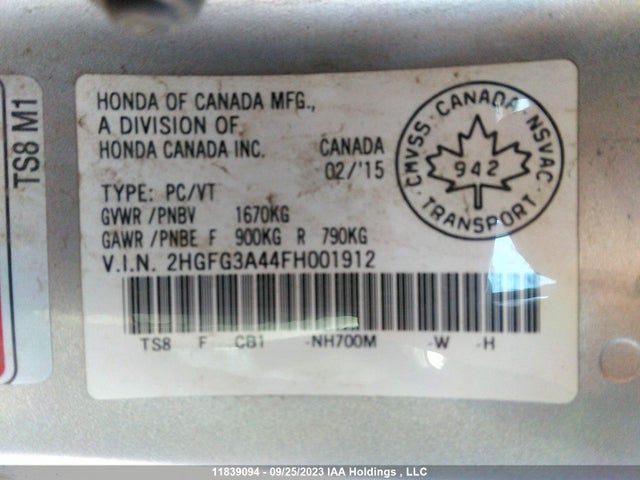 TS8 M1
HONDA OF CANADA MFG.,
A DIVISION OF
HONDA CANADA INC.
CANADA
02/'15
TYPE: PC/VT
GVWR /PNBV 1670KG
GAWR /PNBE F 900KG R 790KG
V.I.N. 2HGFG3A44FH001912
TS8 F CB1 -NH700M -W -H
CMVSS · CANADA · NSVAC
942
· TRANSPORT ·
11839094 - 09/25/2023 IAA Holdings , LLC